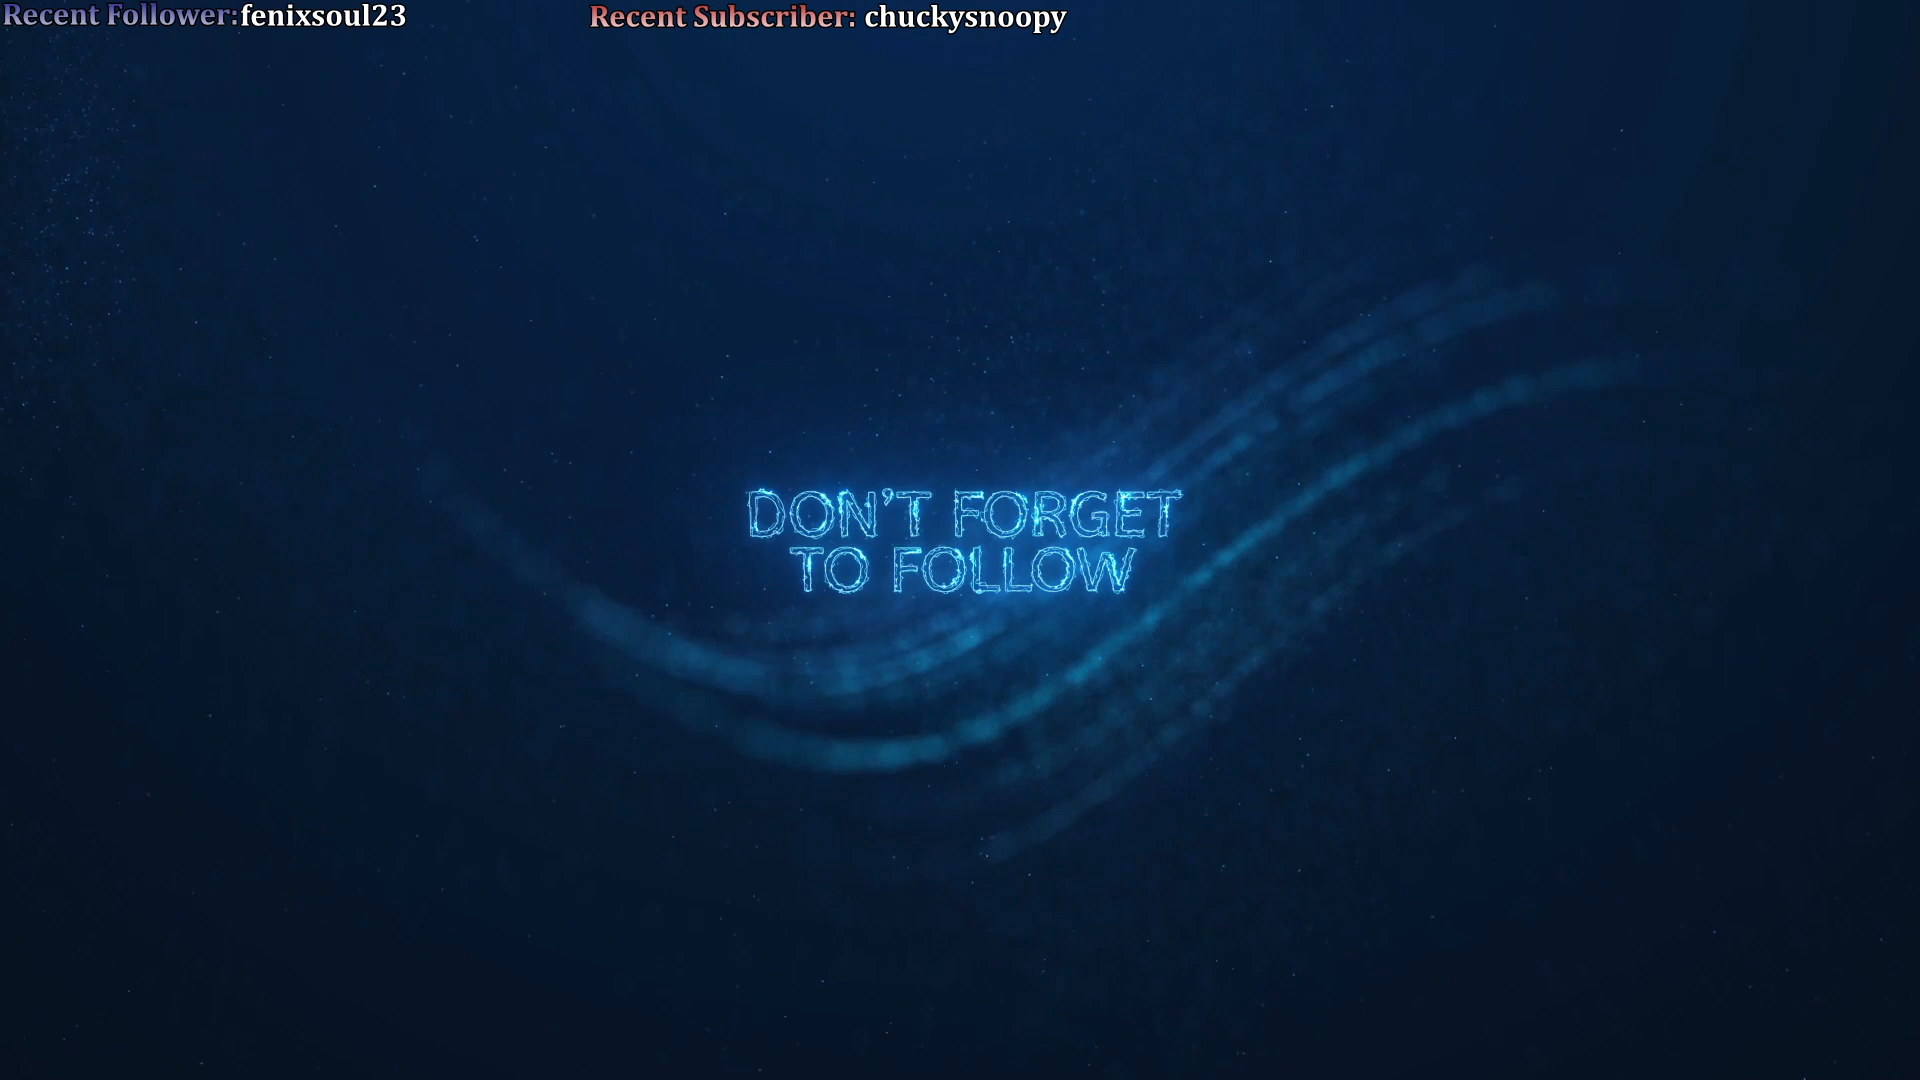 Recent Follower:fenixsoul23
Recent Subscriber: chuckysnoopy
DON'T FORGET
TO FOLLOW